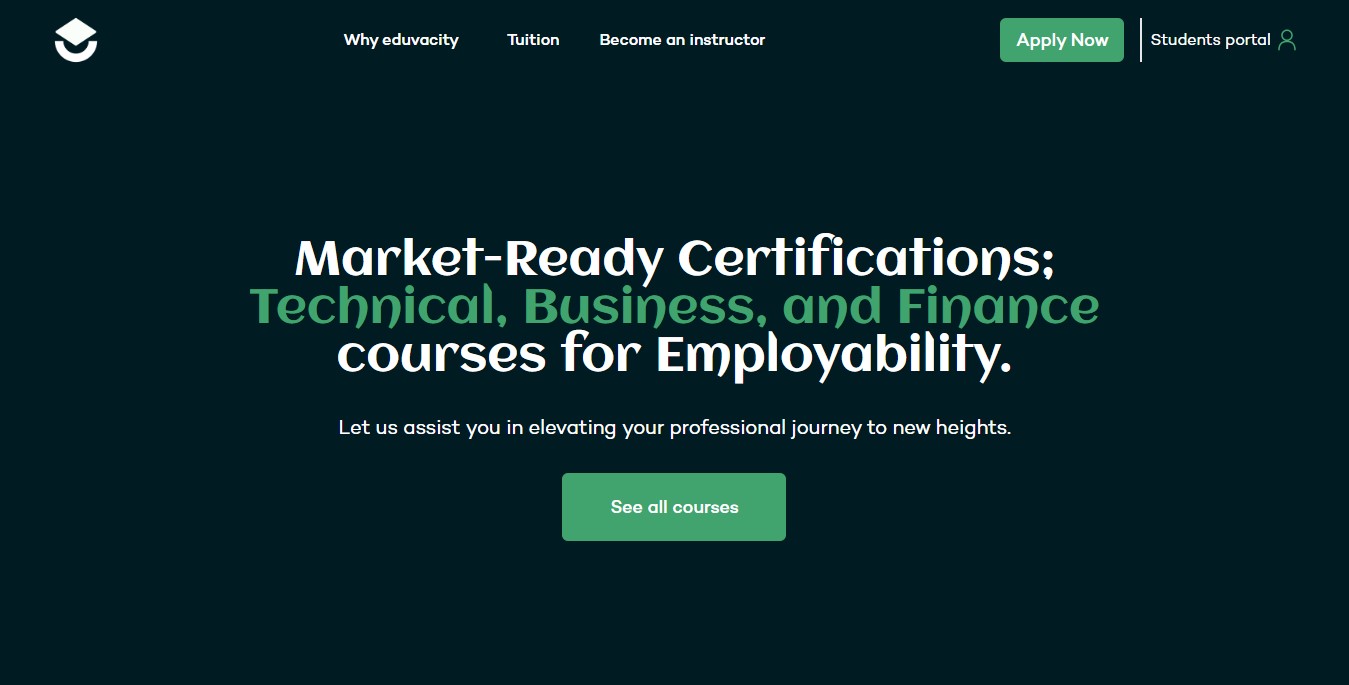 Why eduvacity
Tuition
Become an instructor
Apply Now
Students portal
Market-Ready Certifications;
Technical, Business, and Finance
courses for Employability.
Let us assist you in elevating your professional journey to new heights.
See all courses